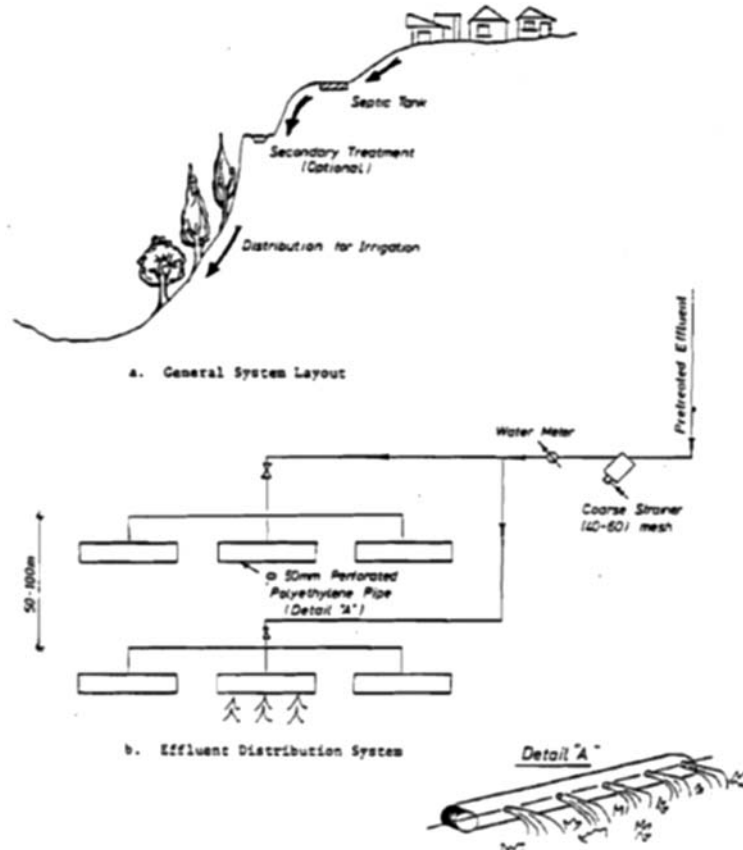 Septic Tank
Secondary Treatment
(Optional)
Distribution for Irrigation
a. General System Layout
Pretreated Effluent
Water Meter
Coarse Strainer
(40-60) mesh
50-100m
ø 50mm Perforated
Polyethylene Pipe
(Detail "A")
b. Effluent Distribution System
Detail "A"